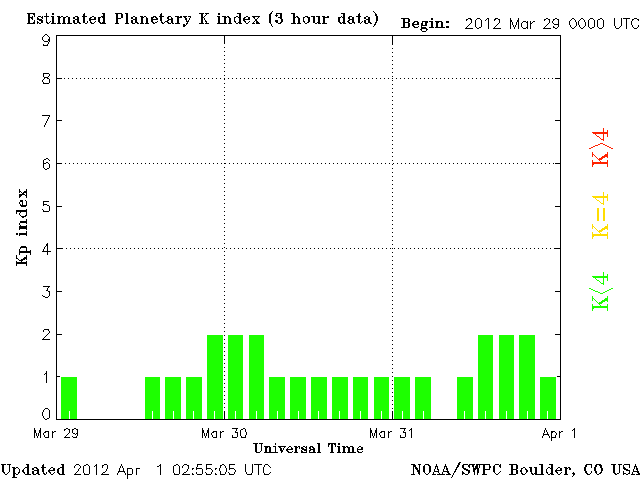 Estimated Planetary K index (3 hour data) Begin: 2012 Mar 29 0000 UTC
9
8
7
6
5
4
3
2
1
0
Kp index
K>4
K=4
K<4
Mar 29 Mar 30 Mar 31 Apr 1
Universal Time
Updated 2012 Apr 1 02:55:05 UTC NOAA/SWPC Boulder, CO USA